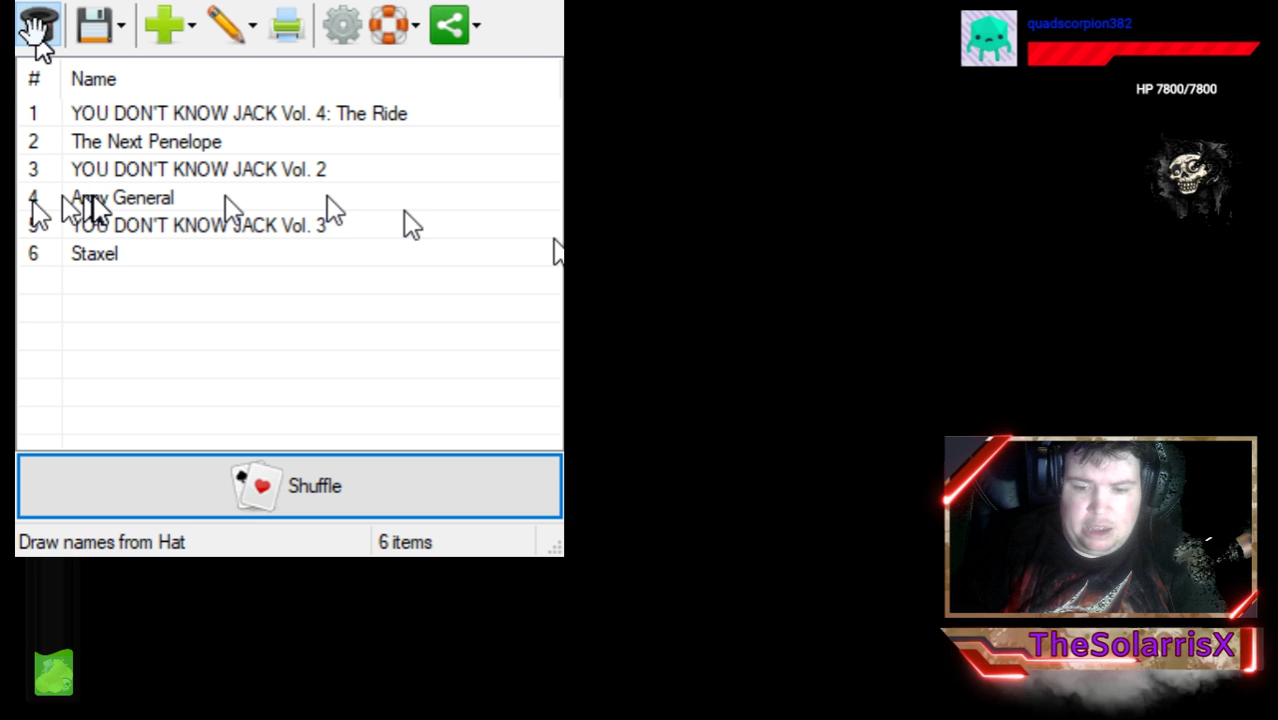 # Name
1 YOU DON'T KNOW JACK Vol. 4: The Ride
2 The Next Penelope
3 YOU DON'T KNOW JACK Vol. 2
4 Army General
5 YOU DON'T KNOW JACK Vol. 3
6 Staxel
Shuffle
Draw names from Hat 6 items
quadscorpion382
HP 7800/7800
TheSolarrisX